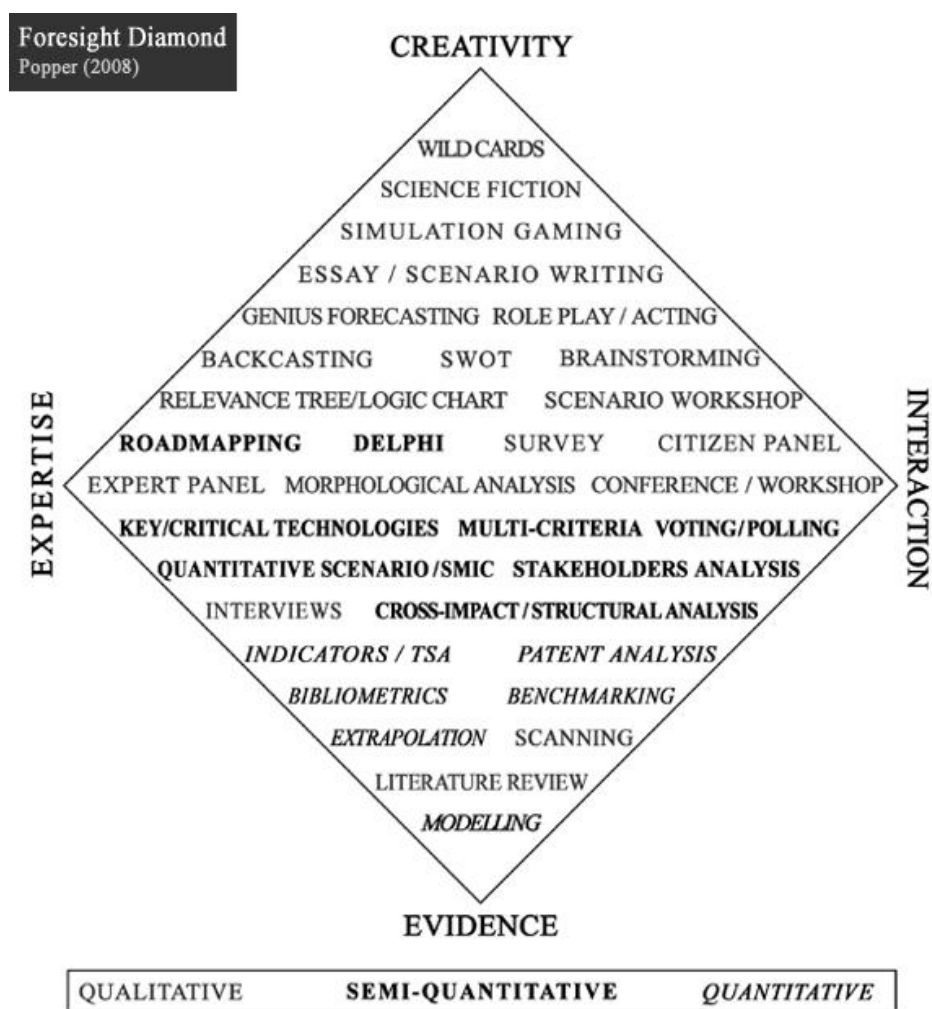 Foresight Diamond
Popper (2008)
CREATIVITY
WILD CARDS
SCIENCE FICTION
SIMULATION GAMING
ESSAY / SCENARIO WRITING
GENIUS FORECASTING ROLE PLAY / ACTING
BACKCASTING SWOT BRAINSTORMING
RELEVANCE TREE/LOGIC CHART SCENARIO WORKSHOP
ROADMAPPING DELPHI SURVEY CITIZEN PANEL
EXPERT PANEL MORPHOLOGICAL ANALYSIS CONFERENCE / WORKSHOP
KEY/CRITICAL TECHNOLOGIES MULTI-CRITERIA VOTING/POLLING
QUANTITATIVE SCENARIO/SMIC STAKEHOLDERS ANALYSIS
INTERVIEWS CROSS-IMPACT / STRUCTURAL ANALYSIS
INDICATORS / TSA PATENT ANALYSIS
BIBLIOMETRICS BENCHMARKING
EXTRAPOLATION SCANNING
LITERATURE REVIEW
MODELLING
EXPERTISE
INTERACTION
EVIDENCE
QUALITATIVE SEMI-QUANTITATIVE QUANTITATIVE